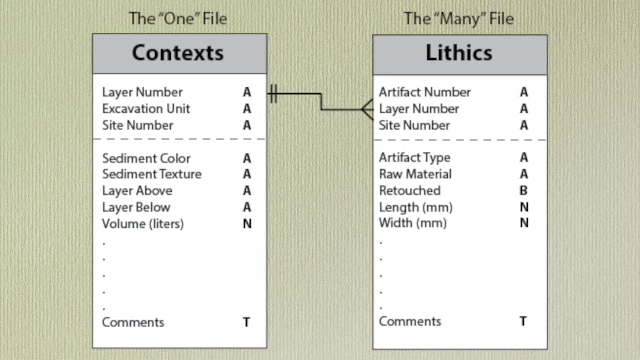 The "One" File
Contexts
Layer Number A
Excavation Unit A
Site Number A
Sediment Color A
Sediment Texture A
Layer Above A
Layer Below A
Volume (liters) N
.
.
.
.
.
Comments T
The "Many" File
Lithics
Artifact Number A
Layer Number A
Site Number A
Artifact Type A
Raw Material A
Retouched B
Length (mm) N
Width (mm) N
.
.
.
.
.
Comments T